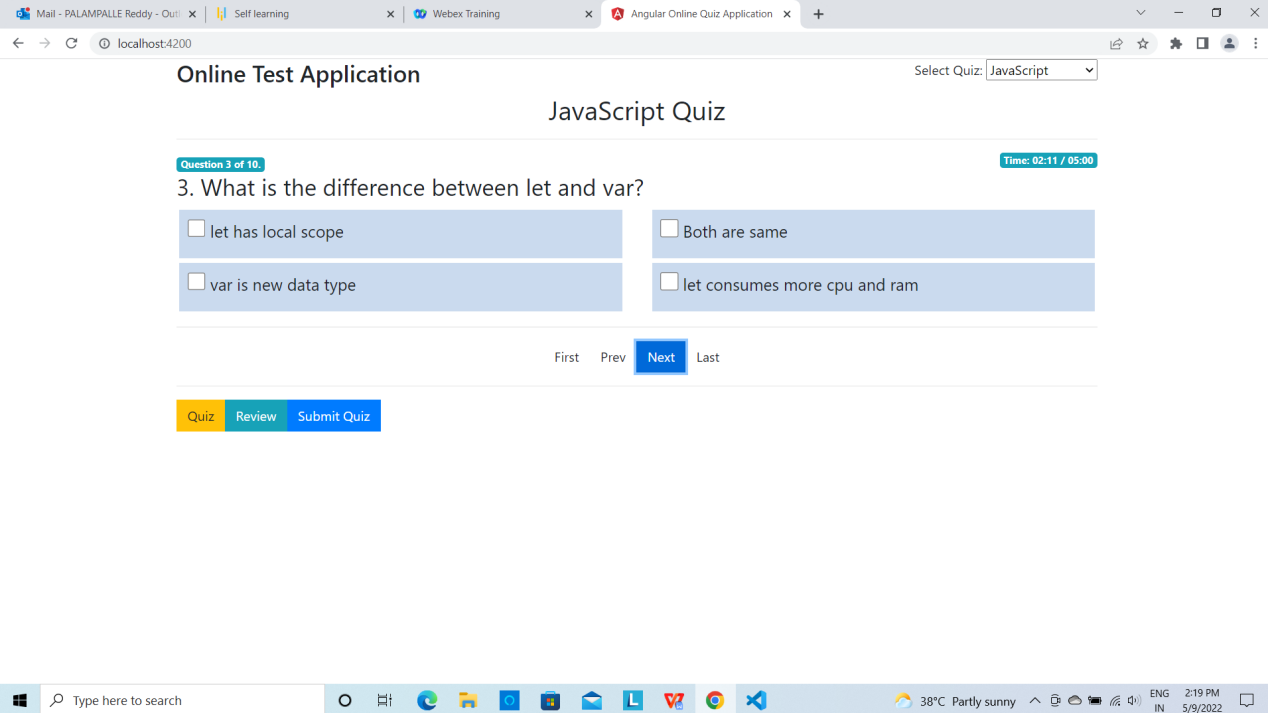 Mail - PALAMPALLE Reddy - Outl
Self learning
Webex Training
Angular Online Quiz Application
localhost:4200
Online Test Application
Select Quiz: JavaScript
JavaScript Quiz
Question 3 of 10.
Time: 02:11 / 05:00
3. What is the difference between let and var?
let has local scope
Both are same
var is new data type
let consumes more cpu and ram
First Prev Next Last
Quiz Review Submit Quiz
Type here to search
38°C Partly sunny
ENG
IN
2:19 PM
5/9/2022